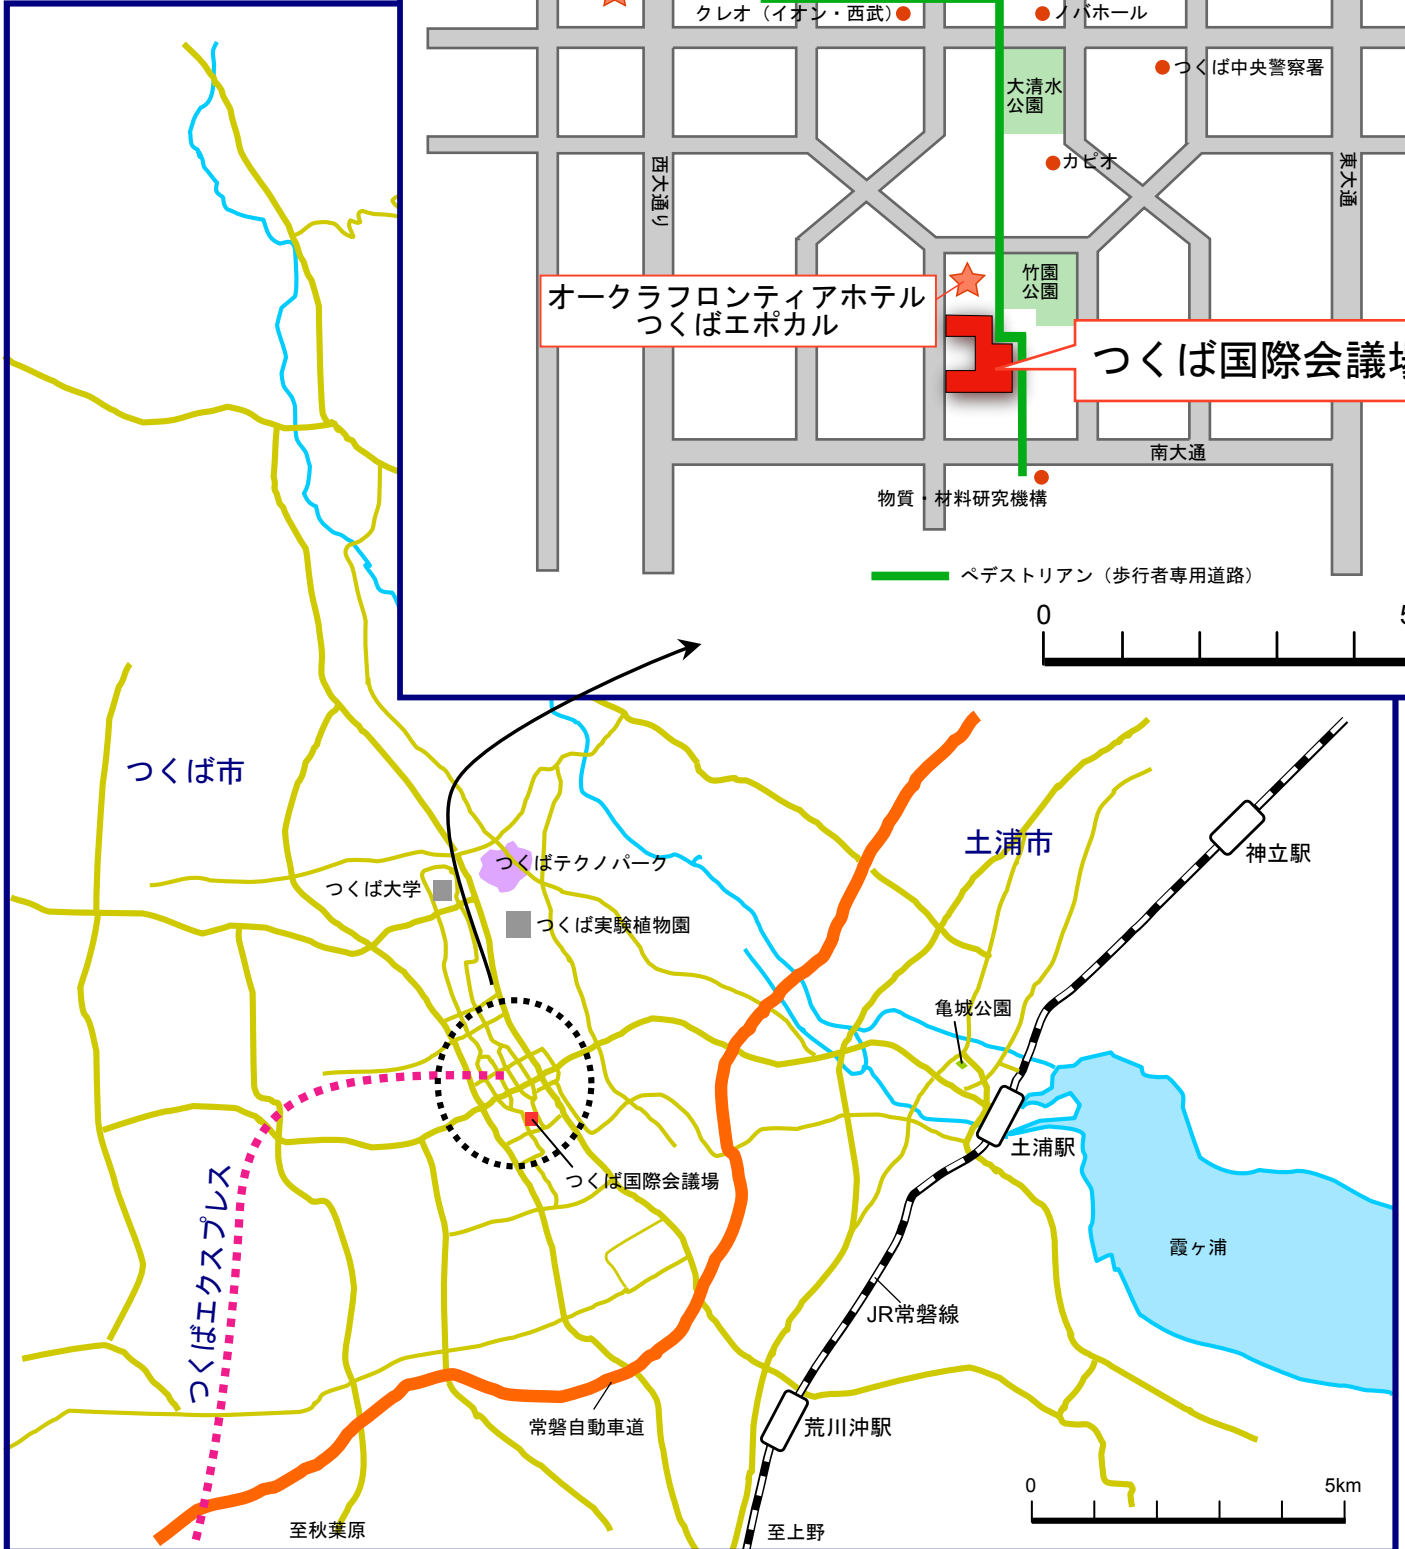 クレオ（イオン・西武）
ノバホール
つくば中央警察署
大清水
公園
カピオ
西大通り
東大通
竹園
公園
オークラフロンティアホテル
つくばエポカル
つくば国際会議場
南大通
物質・材料研究機構
ペデストリアン（歩行者専用道路）
0
つくば市
土浦市
神立駅
つくばテクノパーク
つくば大学
つくば実験植物園
亀城公園
土浦駅
つくば国際会議場
つくばエクスプレス
霞ヶ浦
JR常磐線
常磐自動車道
荒川沖駅
0
5km
至秋葉原
至上野